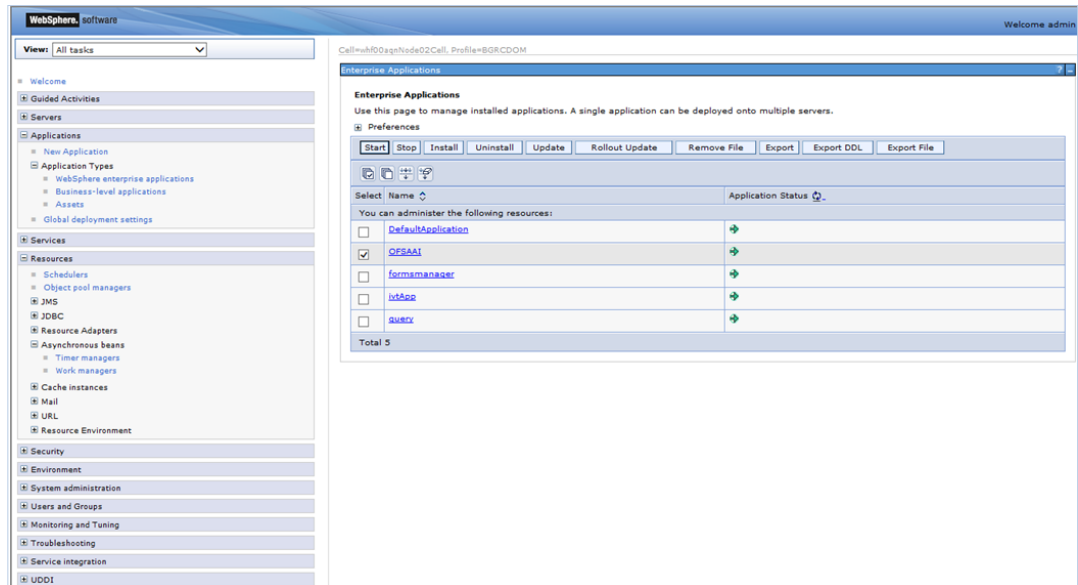 WebSphere. software
Welcome admin
View: All tasks
Cell=whf00aqnNode02Cell, Profile=BGRCDOM
Welcome
Guided Activities
Servers
Applications
New Application
Application Types
WebSphere enterprise applications
Business-level applications
Assets
Global deployment settings
Services
Resources
Schedulers
Object pool managers
JMS
JDBC
Resource Adapters
Asynchronous beans
Timer managers
Work managers
Cache instances
Mail
URL
Resource Environment
Security
Environment
System administration
Users and Groups
Monitoring and Tuning
Troubleshooting
Service integration
UDDI
Enterprise Applications ? -
Enterprise Applications
Use this page to manage installed applications. A single application can be deployed onto multiple servers.
Preferences
Start Stop Install Uninstall Update Rollout Update Remove File Export Export DDL Export File
Select Name Application Status
You can administer the following resources:
DefaultApplication
OFSAAI
formsmanager
ivtApp
query
Total 5